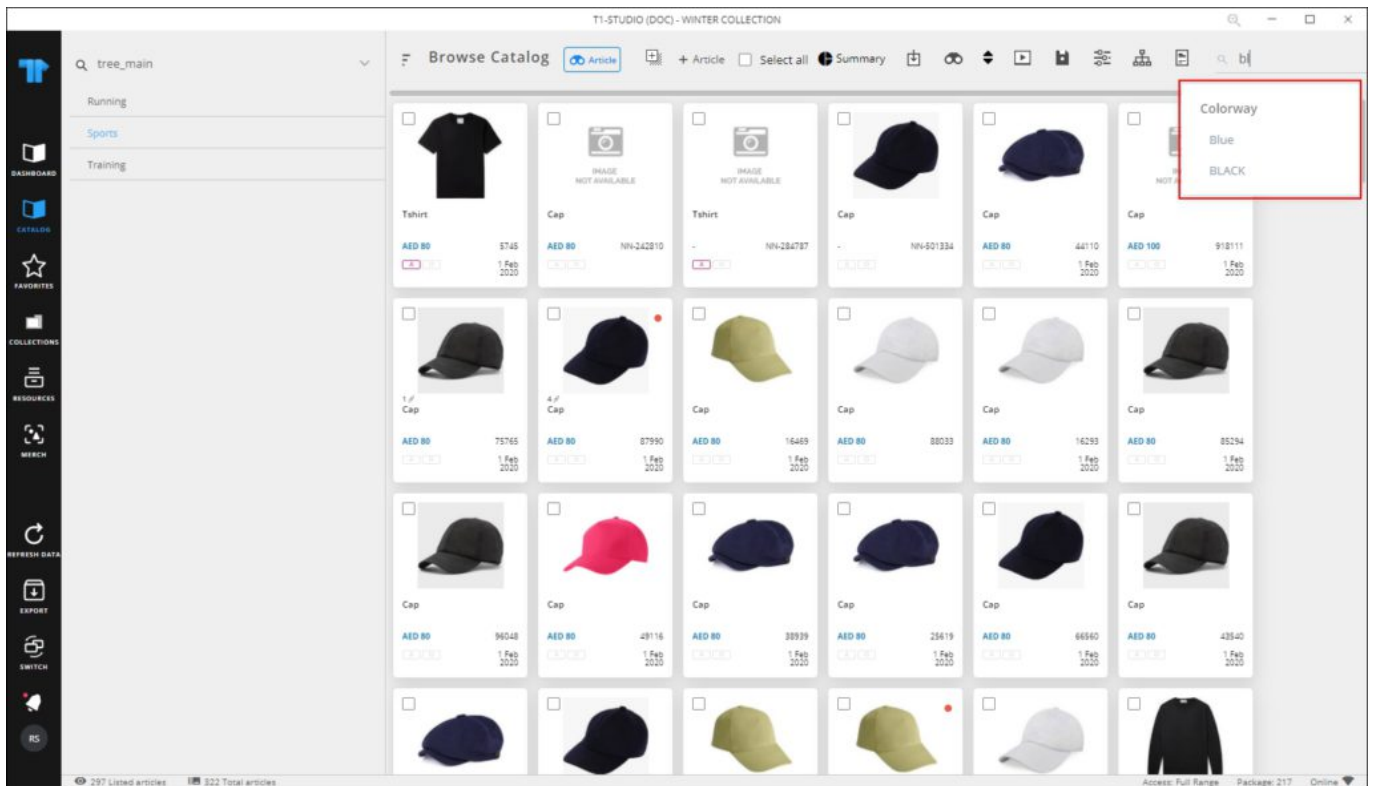 T1-STUDIO (DOC) - WINTER COLLECTION
tree_main
Running
Sports
Training
DASHBOARD
CATALOG
FAVORITES
COLLECTIONS
RESOURCES
MERCH
REFRESH DATA
EXPORT
SWITCH
RS
Browse Catalog Article + Article Select all Summary bl
Colorway
Blue
BLACK
IMAGE IMAGE
NOT AVAILABLE NOT AVAILABLE
Tshirt Cap Tshirt Cap Cap Cap
AED 80 5745 AED 80 NN-242810 - NN-284787 - NN-501334 AED 80 44110 AED 100 918111
A A 1 Feb 1 Feb 1 Feb
2020 2020 2020
1 4
Cap Cap Cap Cap Cap Cap
AED 80 75765 AED 80 87990 AED 80 16469 AED 80 88033 AED 80 16293 AED 80 85294
1 Feb 1 Feb 1 Feb 1 Feb 1 Feb
2020 2020 2020 2020 2020
Cap Cap Cap Cap Cap Cap
AED 80 96048 AED 80 49116 AED 80 38939 AED 80 25619 AED 80 66560 AED 80 43540
1 Feb 1 Feb 1 Feb 1 Feb 1 Feb 1 Feb
2020 2020 2020 2020 2020 2020
297 Listed articles 322 Total articles Access: Full Range Package: 217 Online